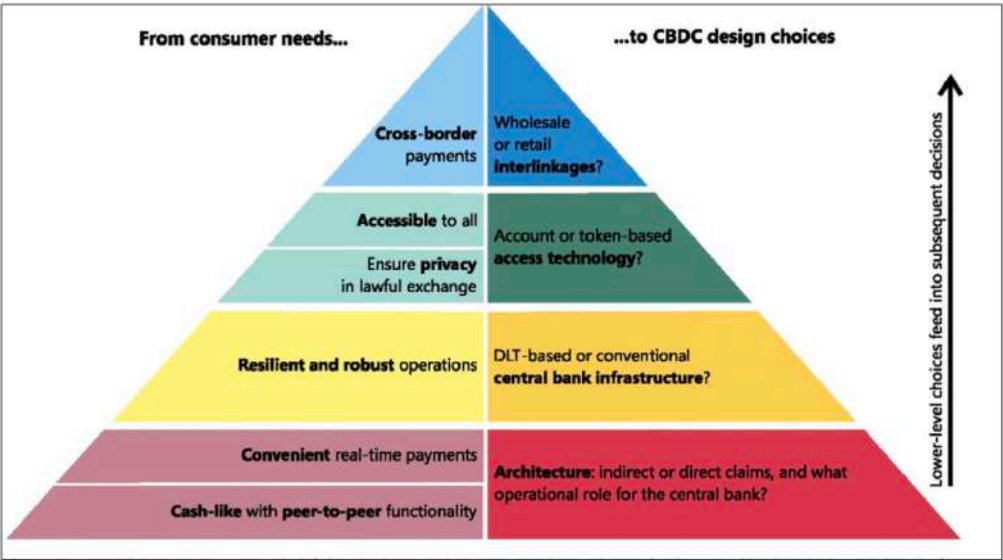 From consumer needs...
...to CBDC design choices
Cross-border
payments
Wholesale
or retail
interlinkages?
Accessible to all
Ensure privacy
in lawful exchange
Account or token-based
access technology?
Resilient and robust operations
DLT-based or conventional
central bank infrastructure?
Convenient real-time payments
Cash-like with peer-to-peer functionality
Architecture: indirect or direct claims, and what
operational role for the central bank?
Lower-level choices feed into subsequent decisions